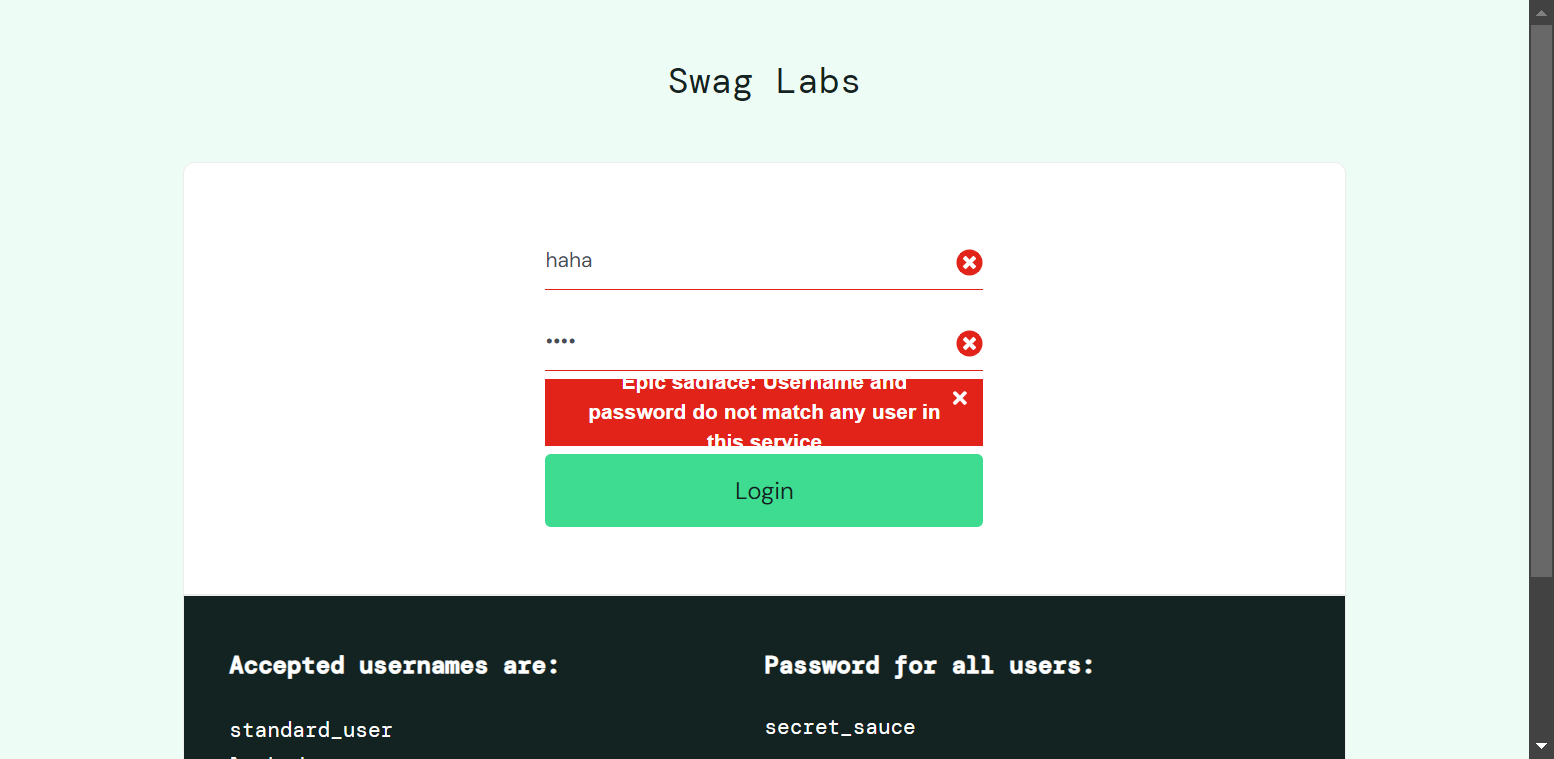 Swag Labs
haha
••••
Epic sadface: Username and
password do not match any user in
this service
Login
Accepted usernames are:
standard_user
Password for all users:
secret_sauce